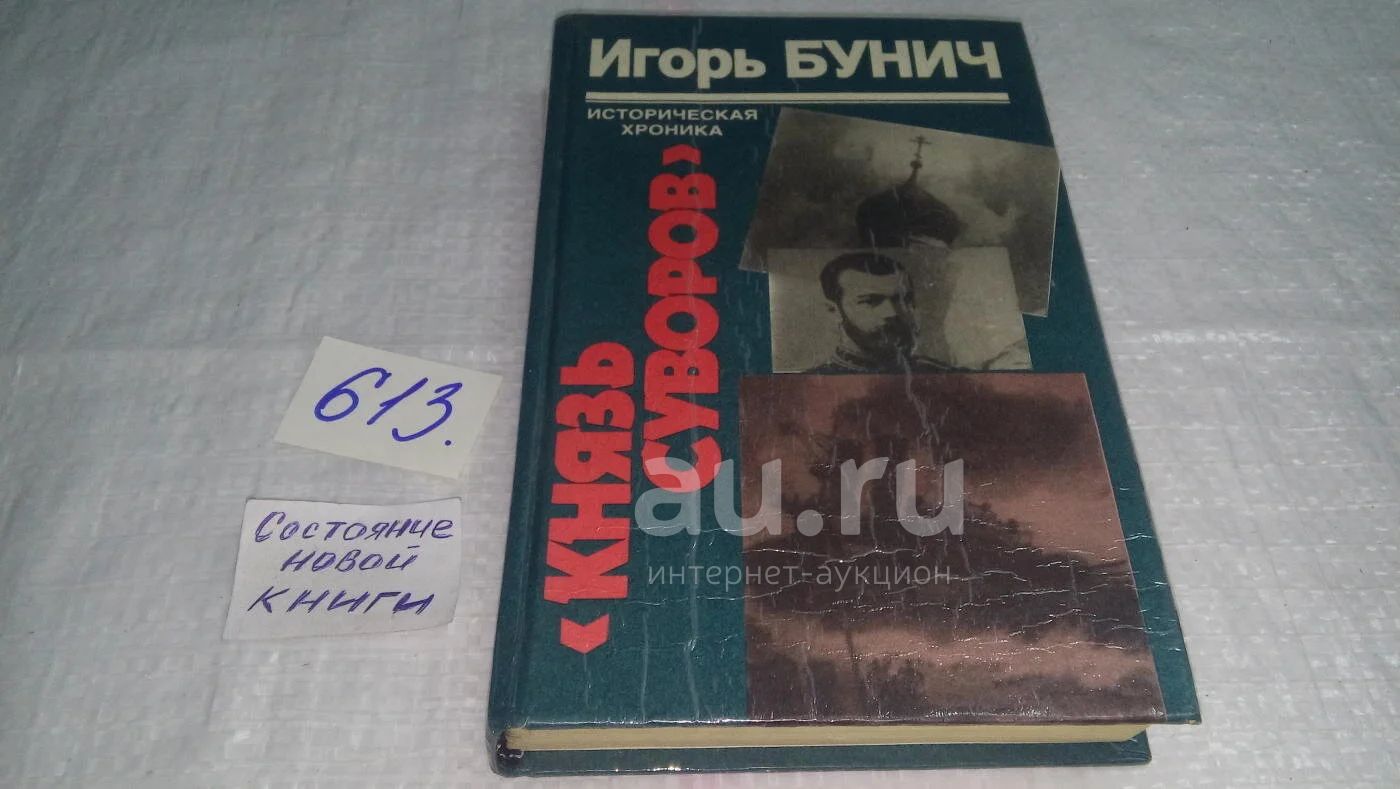 Игорь БУНИЧ
ИСТОРИЧЕСКАЯ
ХРОНИКА
«КНЯЗЬ
СУВОРОВ»
613.
Состояние
новой
книги
au.ru
интернет-аукцион